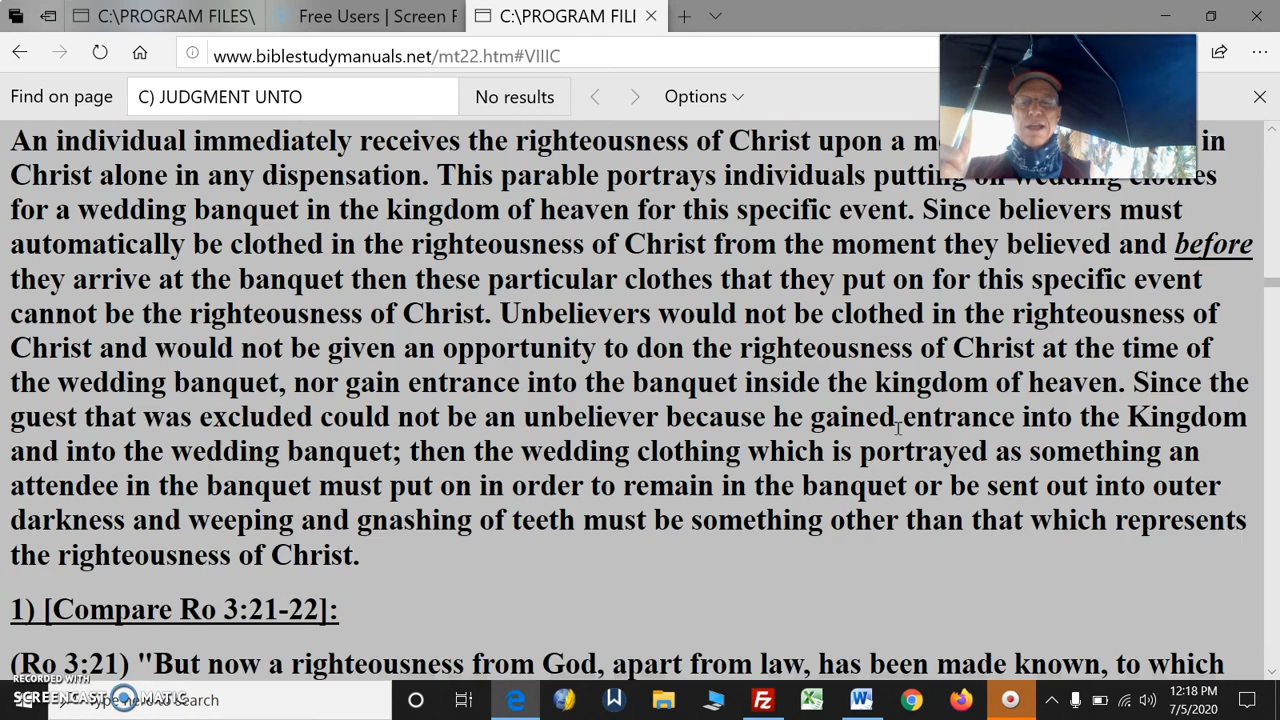 C:\PROGRAM FILES\
Free Users | Screen F
C:\PROGRAM FILI
www.biblestudymanuals.net/mt22.htm#VIIIC
Find on page
C) JUDGMENT UNTO
No results
Options
An individual immediately receives the righteousness of Christ upon a m in
Christ alone in any dispensation. This parable portrays individuals putting on wedding clothes
for a wedding banquet in the kingdom of heaven for this specific event. Since believers must
automatically be clothed in the righteousness of Christ from the moment they believed and before
they arrive at the banquet then these particular clothes that they put on for this specific event
cannot be the righteousness of Christ. Unbelievers would not be clothed in the righteousness of
Christ and would not be given an opportunity to don the righteousness of Christ at the time of
the wedding banquet, nor gain entrance into the banquet inside the kingdom of heaven. Since the
guest that was excluded could not be an unbeliever because he gained entrance into the Kingdom
and into the wedding banquet; then the wedding clothing which is portrayed as something an
attendee in the banquet must put on in order to remain in the banquet or be sent out into outer
darkness and weeping and gnashing of teeth must be something other than that which represents
the righteousness of Christ.
1) [Compare Ro 3:21-22]:
(Ro 3:21) "But now a righteousness from God, apart from law, has been made known, to which
RECORDED WITH
SCREENCAST MATIC
Type here to search
12:18 PM
7/5/2020